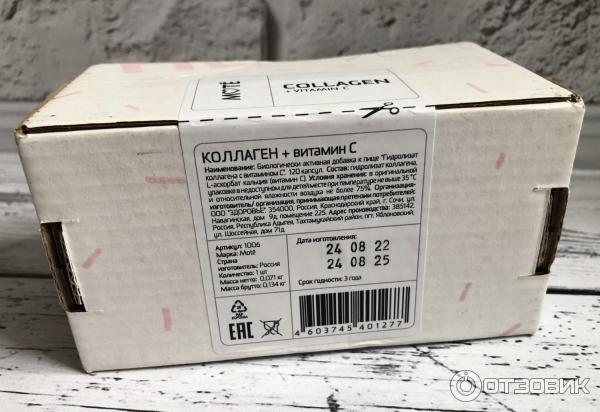 MOTÉ
COLLAGEN
+ VITAMIN C
КОЛЛАГЕН + витамин С
Наименование: Биологически активная добавка к пище "Гидролизат
коллагена с витамином С". 120 капсул. Состав: гидролизат коллагена,
L-аскорбат кальция (витамин С). Условия хранения: в оригинальной
упаковке в недоступном для детей месте при температуре не выше 35 °С
и относительной влажности воздуха не более 75%. Организация-
изготовитель/ организация, принимающая претензии от потребителей:
ООО "ЗДОРОВЬЕ", 354000, Россия, Краснодарский край, г. Сочи, ул.
Навагинская, дом 9д, помещение 225. Адрес производства: 385142,
Россия, Республика Адыгея, Тахтамукайский район, пгт. Яблоновский,
ул. Шоссейная, дом 71д.
Артикул: 1006
Марка: Moté
Страна
изготовитель: Россия
Количество: 1 шт
Масса нетто: 0,071 кг
Масса брутто: 0,134 кг
Дата изготовления:
24 08 22
24 08 25
Срок годности: 3 года
EAC
4 603745 401277
ОТЗОВИК